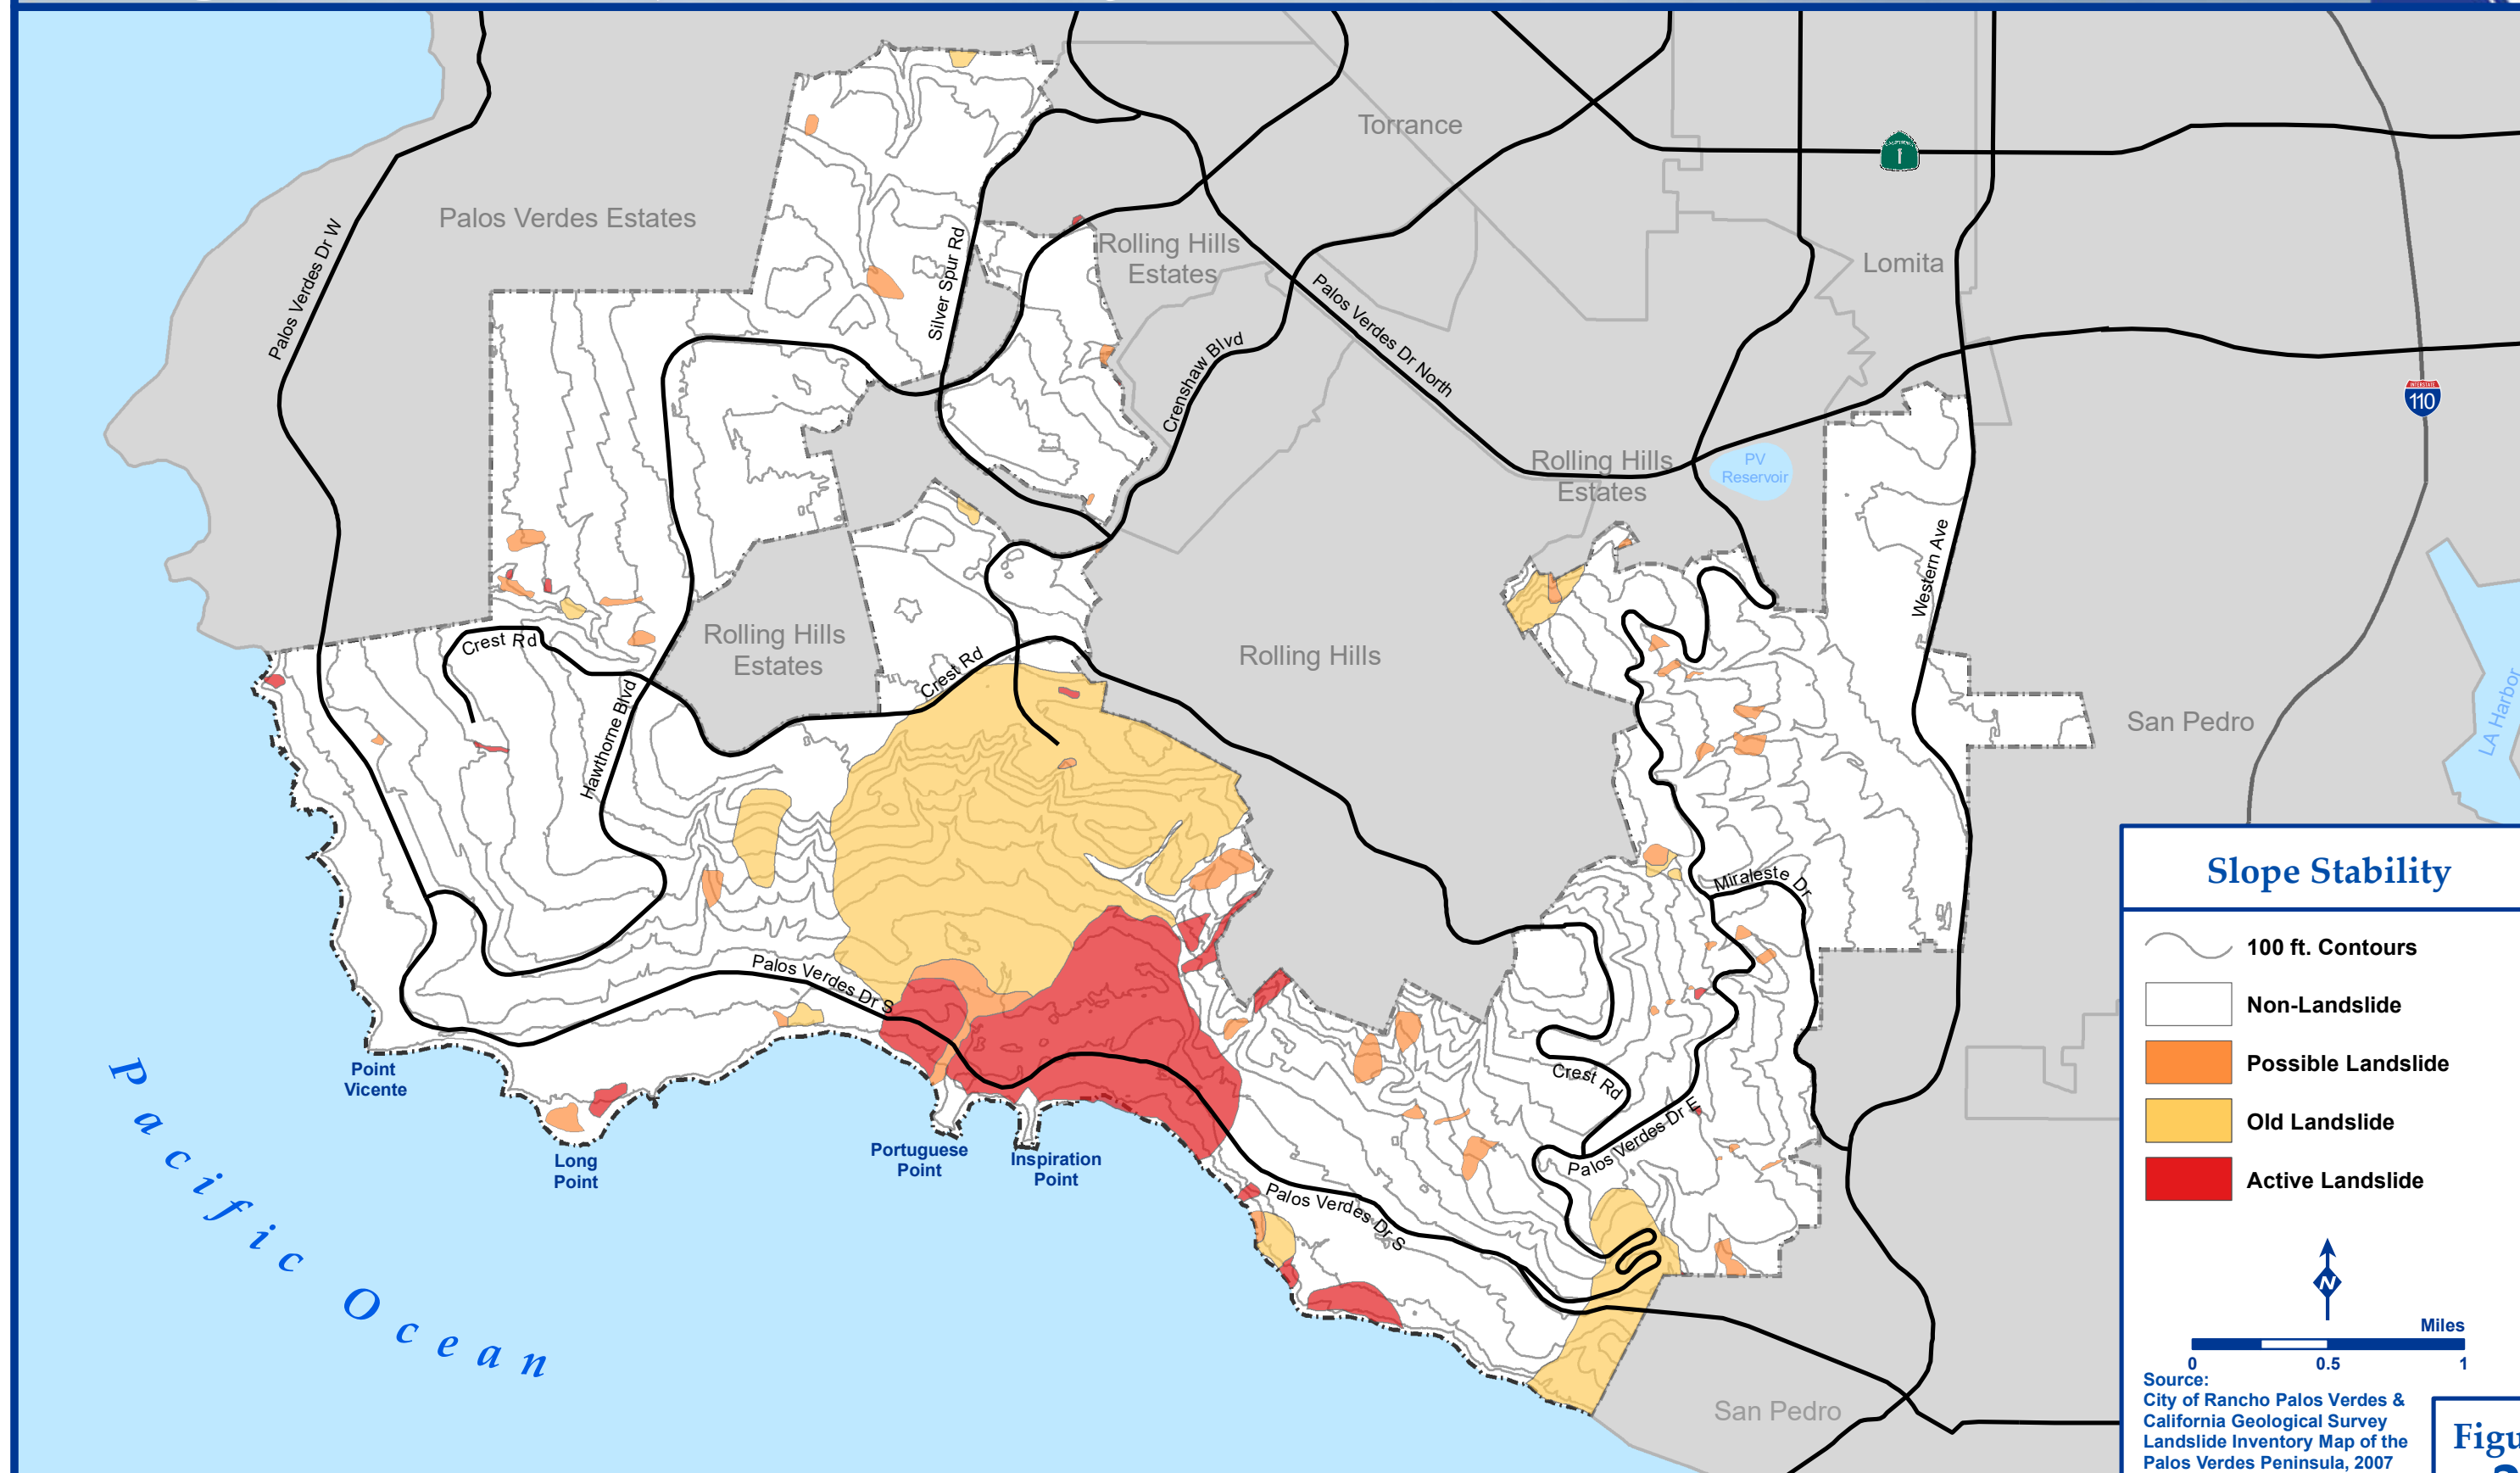 Torrance
CALIFORNIA
1
Palos Verdes Estates
Palos Verdes Dr W
Silver Spur Rd
Rolling Hills
Estates
Lomita
Palos Verdes Dr North
Crenshaw Blvd
INTERSTATE
110
Rolling Hills
Estates
PV
Reservoir
Western Ave
Crest Rd
Rolling Hills
Estates
Crest Rd
Rolling Hills
Hawthorne Blvd
San Pedro
LA Harbor
Miraleste Dr
Palos Verdes Dr S
Point
Vicente
Long
Point
Portuguese
Point
Inspiration
Point
Crest Rd
Palos Verdes Dr E
Palos Verdes Dr S
Pacific Ocean
San Pedro
Slope Stability
100 ft. Contours
Non-Landslide
Possible Landslide
Old Landslide
Active Landslide
N
Miles
0 0.5 1
Source:
City of Rancho Palos Verdes &
California Geological Survey
Landslide Inventory Map of the
Palos Verdes Peninsula, 2007
Figu